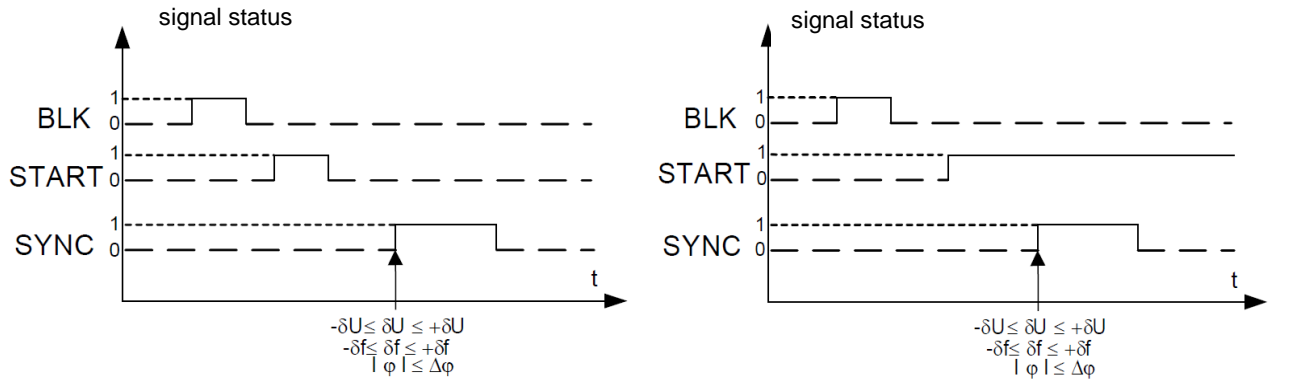 signal status
1
BLK
0
1
START
0
1
SYNC
0
t
-δU≤ δU ≤ +δU
-δf≤ δf ≤ +δf
| φ | ≤ Δφ
signal status
1
BLK
0
1
START
0
1
SYNC
0
t
-δU≤ δU ≤ +δU
-δf≤ δf ≤ +δf
| φ | ≤ Δφ